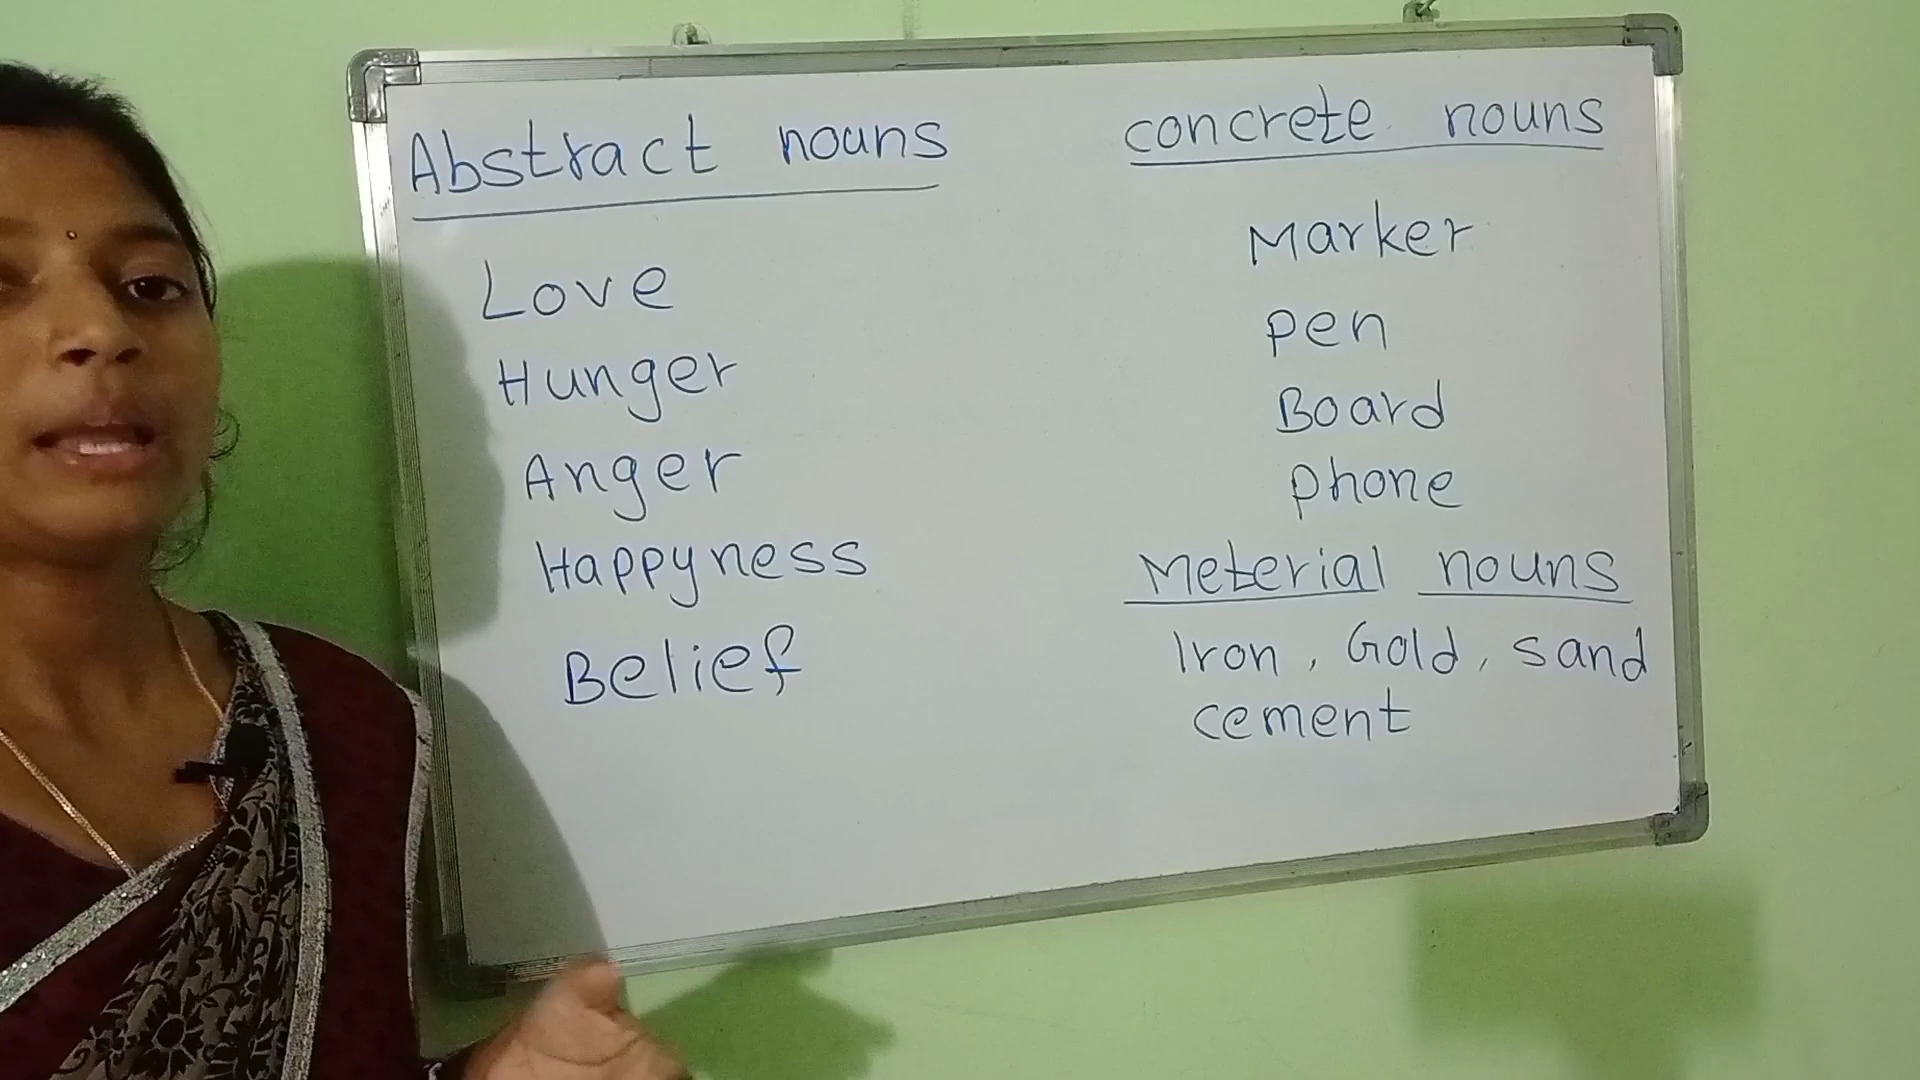 Abstract nouns
Love
Hunger
Anger
Happyness
Belief
concrete nouns
Marker
pen
Board
phone
Meterial nouns
Iron, Gold, sand
cement